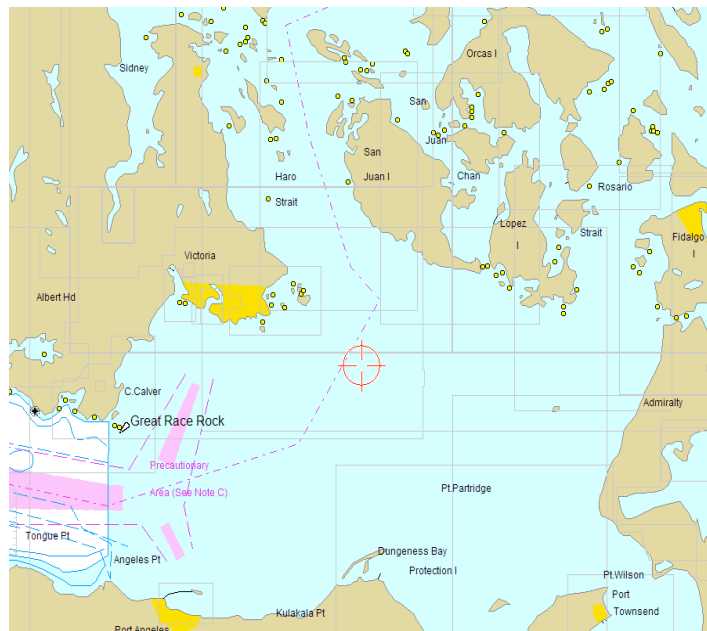 Orcas I
Sidney
San
Juan
San
Juan I
Haro
Strait
Chan
Rosario
Strait
Lopez
I
Fidalgo
I
Victoria
Albert Hd
C.Calver
Great Race Rock
Admiralty
Precautionary
Area (See Note C)
Pt.Partridge
Tongue Pt
Angeles Pt
Dungeness Bay
Protection I
Pt.Wilson
Port
Townsend
Kulakala Pt
Port Angeles